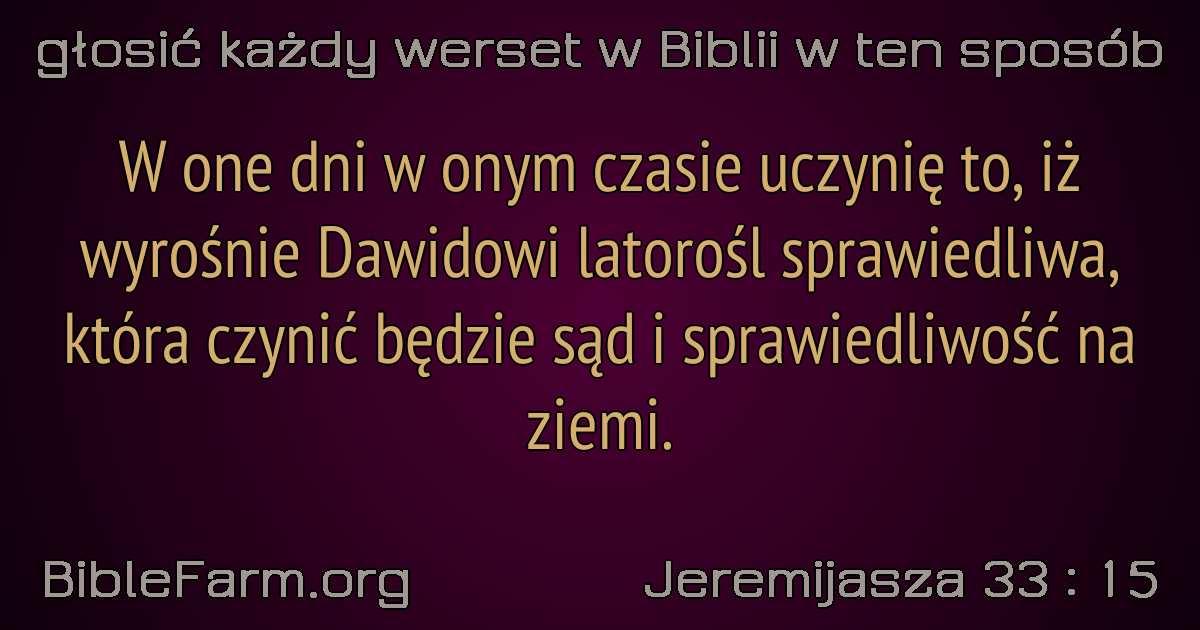 głosić każdy werset w Biblii w ten sposób
W one dni w onym czasie uczynię to, iż
wyrośnie Dawidowi latorośl sprawiedliwa,
która czynić będzie sąd i sprawiedliwość na
ziemi.
BibleFarm.org
Jeremijasza 33 : 15